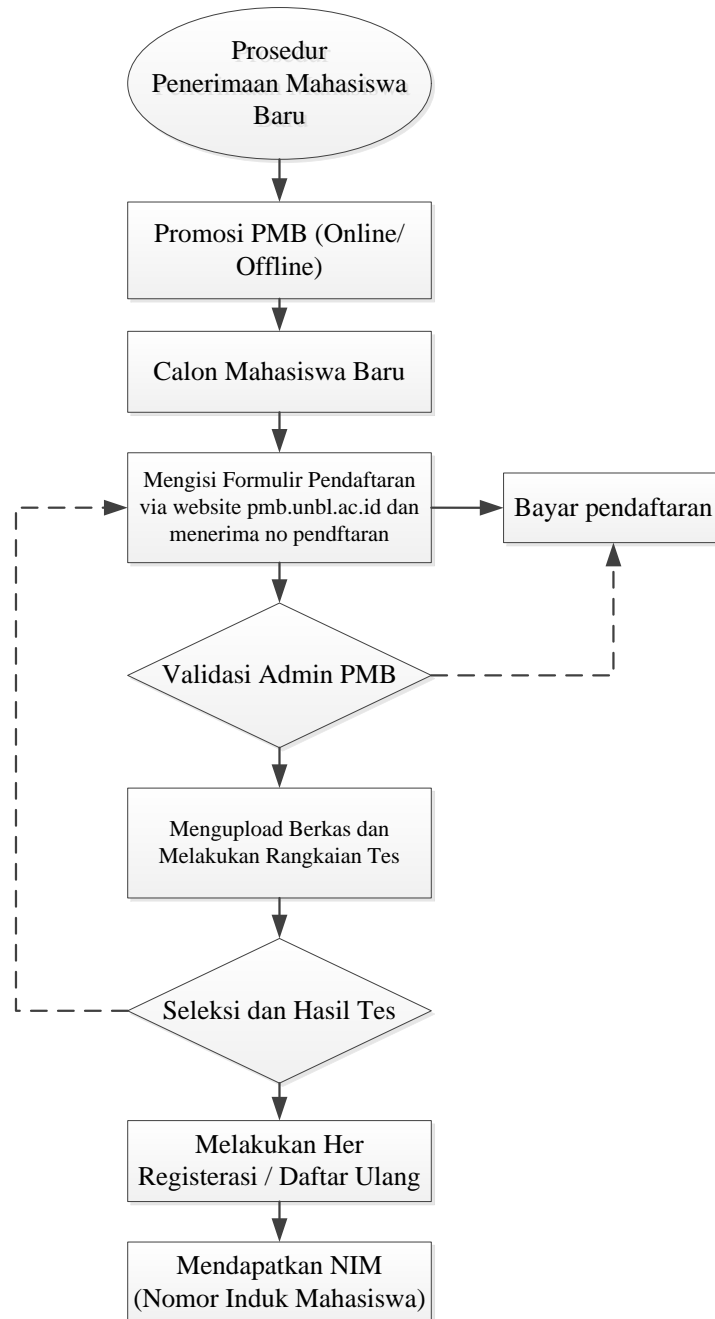 Prosedur
Penerimaan Mahasiswa
Baru
Promosi PMB (Online/
Offline)
Calon Mahasiswa Baru
Mengisi Formulir Pendaftaran
via website pmb.unbl.ac.id dan
menerima no pendftaran
Bayar pendaftaran
Validasi Admin PMB
Mengupload Berkas dan
Melakukan Rangkaian Tes
Seleksi dan Hasil Tes
Melakukan Her
Registerasi / Daftar Ulang
Mendapatkan NIM
(Nomor Induk Mahasiswa)